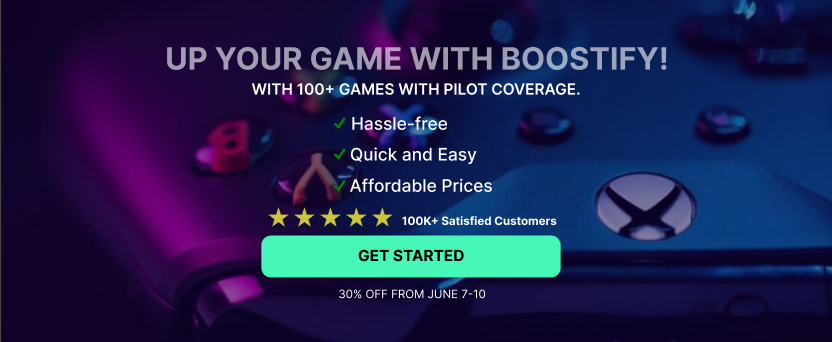 UP YOUR GAME WITH BOOSTIFY!
WITH 100+ GAMES WITH PILOT COVERAGE.
Hassle-free
Quick and Easy
Affordable Prices
100K+ Satisfied Customers
GET STARTED
30% OFF FROM JUNE 7-10